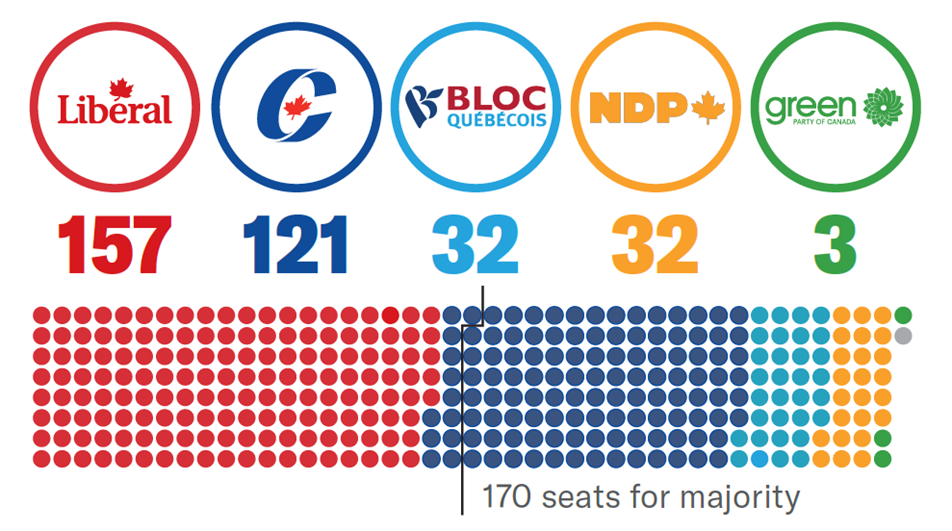 Liberal
BLOC
QUÉBÉCOIS
NDP
green
PARTY OF CANADA
157
121
32
32
3
170 seats for majority